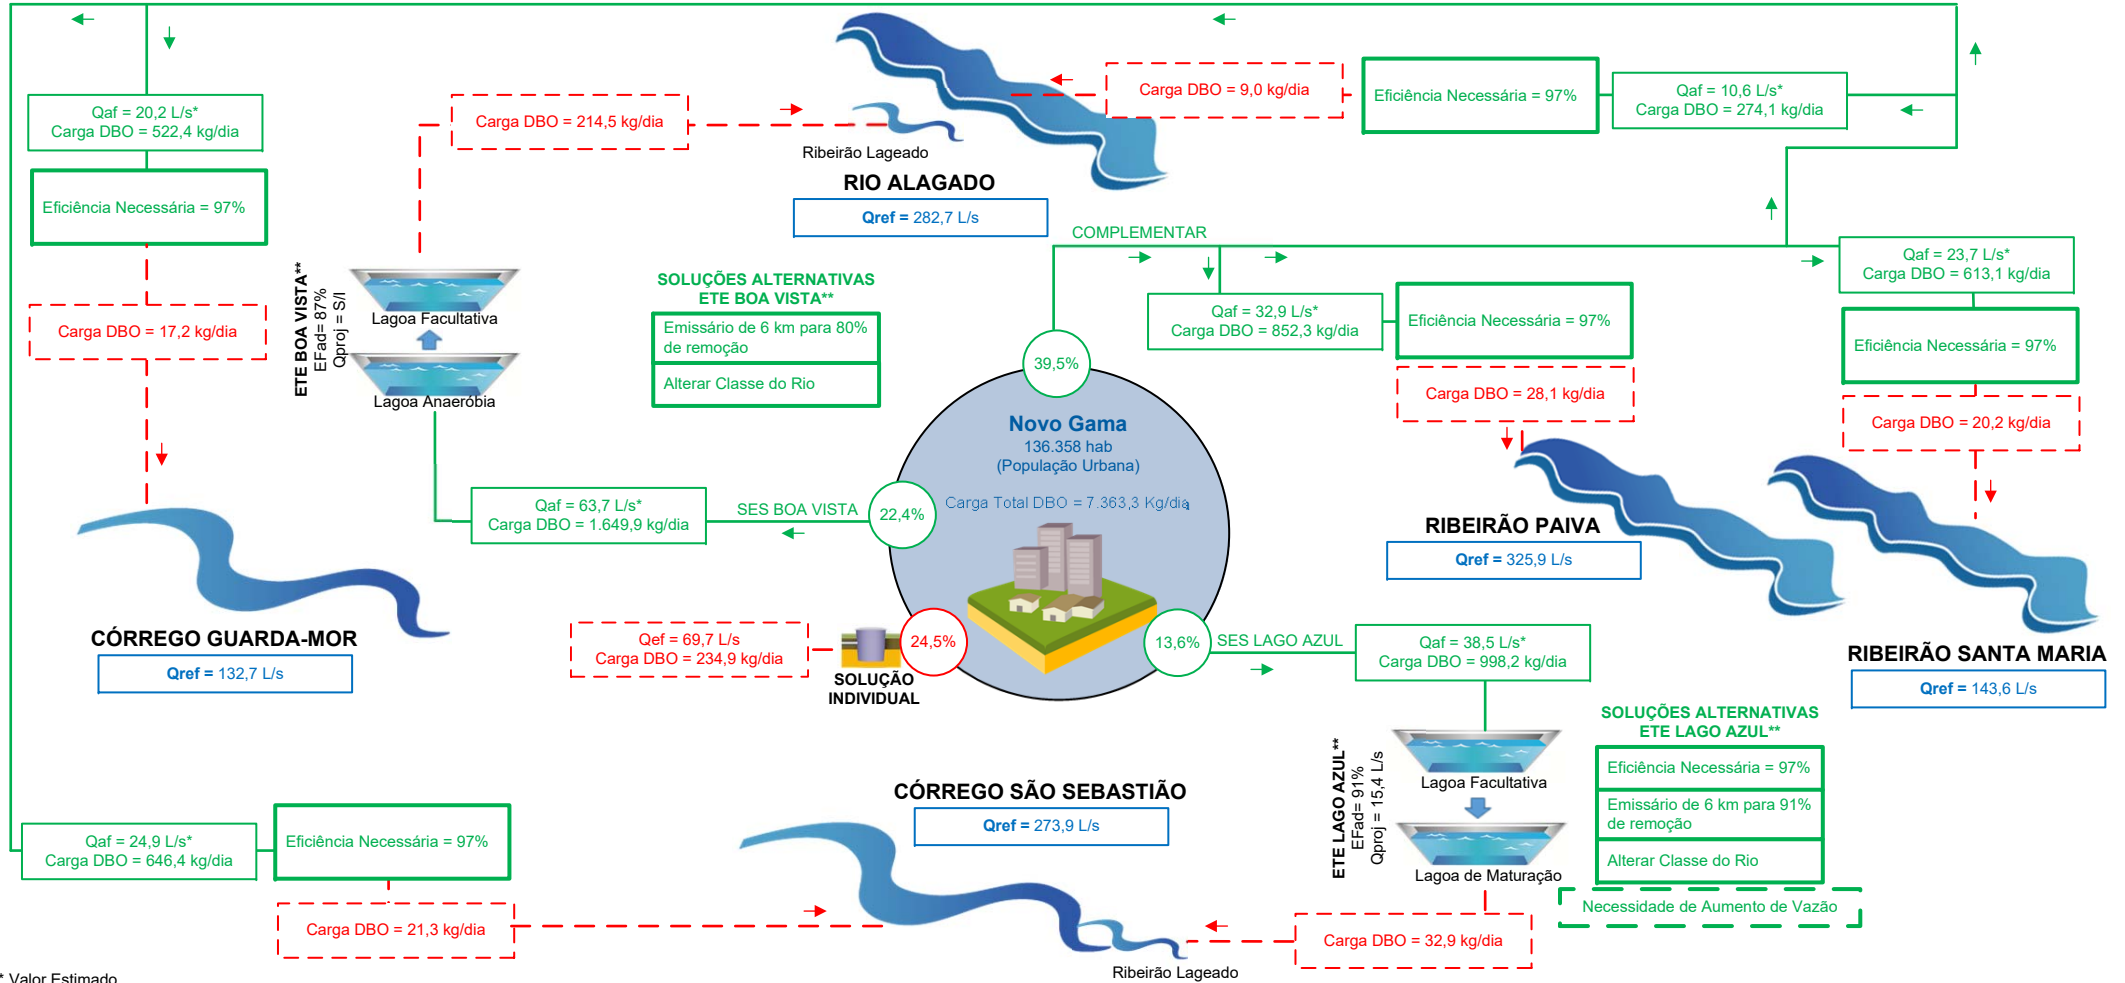 Qaf = 20,2 L/s*
Carga DBO = 522,4 kg/dia
Eficiência Necessária = 97%
Carga DBO = 17,2 kg/dia
CÓRREGO GUARDA-MOR
Qref = 132,7 L/s
Carga DBO = 214,5 kg/dia
Ribeirão Lageado
RIO ALAGADO
Qref = 282,7 L/s
Carga DBO = 9,0 kg/dia
Eficiência Necessária = 97%
Qaf = 10,6 L/s*
Carga DBO = 274,1 kg/dia
ETE BOA VISTA**
EFad= 87%
Qproj = S/I
Lagoa Facultativa
Lagoa Anaeróbia
SOLUÇÕES ALTERNATIVAS
ETE BOA VISTA**
Emissário de 6 km para 80%
de remoção
Alterar Classe do Rio
COMPLEMENTAR
Qaf = 32,9 L/s*
Carga DBO = 852,3 kg/dia
Eficiência Necessária = 97%
Carga DBO = 28,1 kg/dia
RIBEIRÃO PAIVA
Qref = 325,9 L/s
Qaf = 23,7 L/s*
Carga DBO = 613,1 kg/dia
Eficiência Necessária = 97%
Carga DBO = 20,2 kg/dia
RIBEIRÃO SANTA MARIA
Qref = 143,6 L/s
39,5%
Novo Gama
136.358 hab
(População Urbana)
Carga Total DBO = 7.363,3 Kg/dia
22,4%
SES BOA VISTA
Qaf = 63,7 L/s*
Carga DBO = 1.649,9 kg/dia
24,5%
SOLUÇÃO
INDIVIDUAL
Qef = 69,7 L/s
Carga DBO = 234,9 kg/dia
13,6%
SES LAGO AZUL
Qaf = 38,5 L/s*
Carga DBO = 998,2 kg/dia
ETE LAGO AZUL**
EFad= 91%
Qproj = 15,4 L/s
Lagoa Facultativa
Lagoa de Maturação
SOLUÇÕES ALTERNATIVAS
ETE LAGO AZUL**
Eficiência Necessária = 97%
Emissário de 6 km para 91%
de remoção
Alterar Classe do Rio
Necessidade de Aumento de Vazão
Carga DBO = 32,9 kg/dia
Ribeirão Lageado
CÓRREGO SÃO SEBASTIÃO
Qref = 273,9 L/s
Qaf = 24,9 L/s*
Carga DBO = 646,4 kg/dia
Eficiência Necessária = 97%
Carga DBO = 21,3 kg/dia
* Valor Estimado